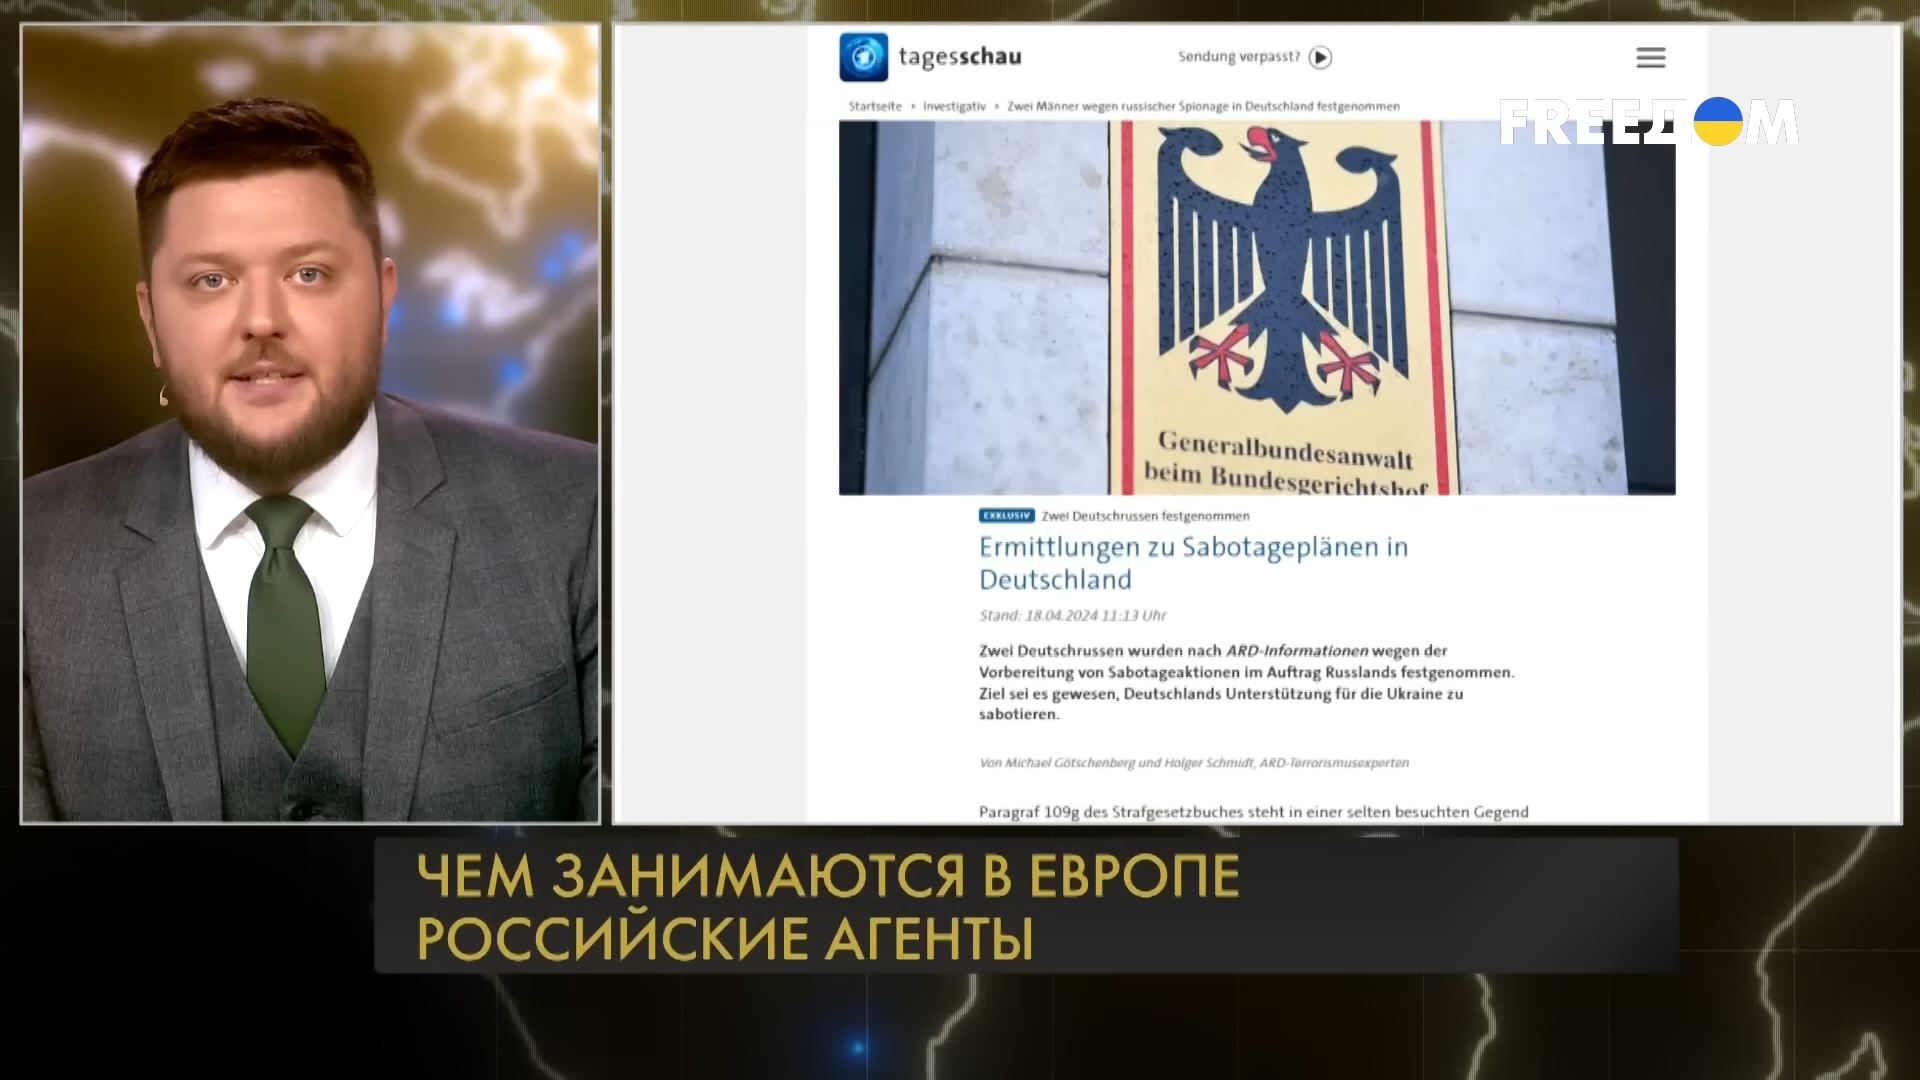 tagesschau
Sendung verpasst?
Startseite › Investigativ › Zwei Männer wegen russischer Spionage in Deutschland festgenommen
FREEДOM
Generalbundesanwalt
beim Bundesgerichtshof
EXKLUSIV Zwei Deutschrussen festgenommen
Ermittlungen zu Sabotageplänen in
Deutschland
Stand: 18.04.2024 11:13 Uhr
Zwei Deutschrussen wurden nach ARD-Informationen wegen der
Vorbereitung von Sabotageaktionen im Auftrag Russlands festgenommen.
Ziel sei es gewesen, Deutschlands Unterstützung für die Ukraine zu
sabotieren.
Von Michael Götschenberg und Holger Schmidt, ARD-Terrorismusexperten
Paragraf 109g des Strafgesetzbuches steht in einer selten besuchten Gegend
ЧЕМ ЗАНИМАЮТСЯ В ЕВРОПЕ
РОССИЙСКИЕ АГЕНТЫ